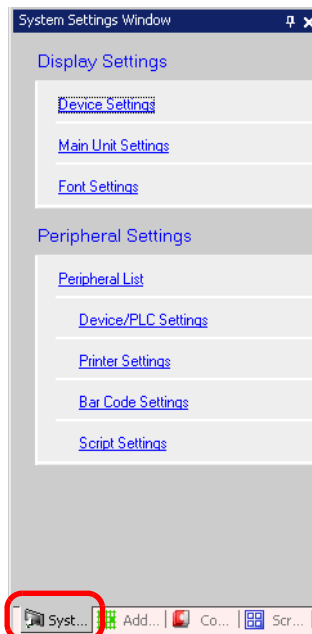 System Settings Window
Display Settings
Device Settings
Main Unit Settings
Font Settings
Peripheral Settings
Peripheral List
Device/PLC Settings
Printer Settings
Bar Code Settings
Script Settings
Syst... Add... Co... Scr...